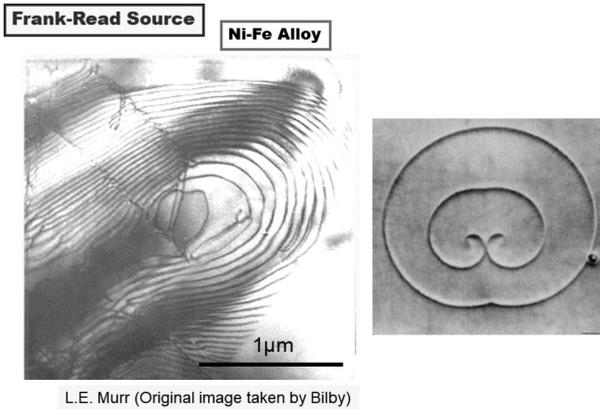 Frank-Read Source
Ni-Fe Alloy
1µm
L.E. Murr (Original image taken by Bilby)